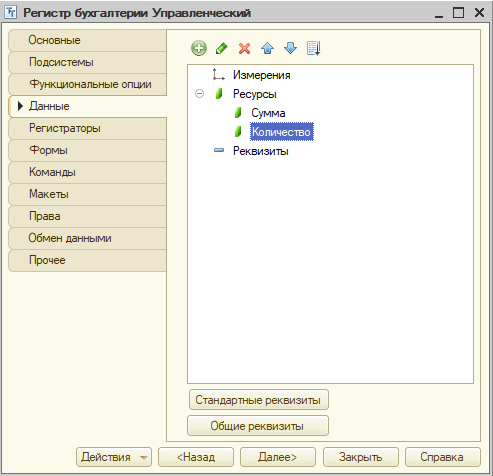 Регистр бухгалтерии Управленческий
Основные
Подсистемы
Функциональные опции
Данные
Регистраторы
Формы
Команды
Макеты
Права
Обмен данными
Прочее
Измерения
Ресурсы
Сумма
Количество
Реквизиты
Стандартные реквизиты
Общие реквизиты
Действия
<Назад
Далее>
Закрыть
Справка